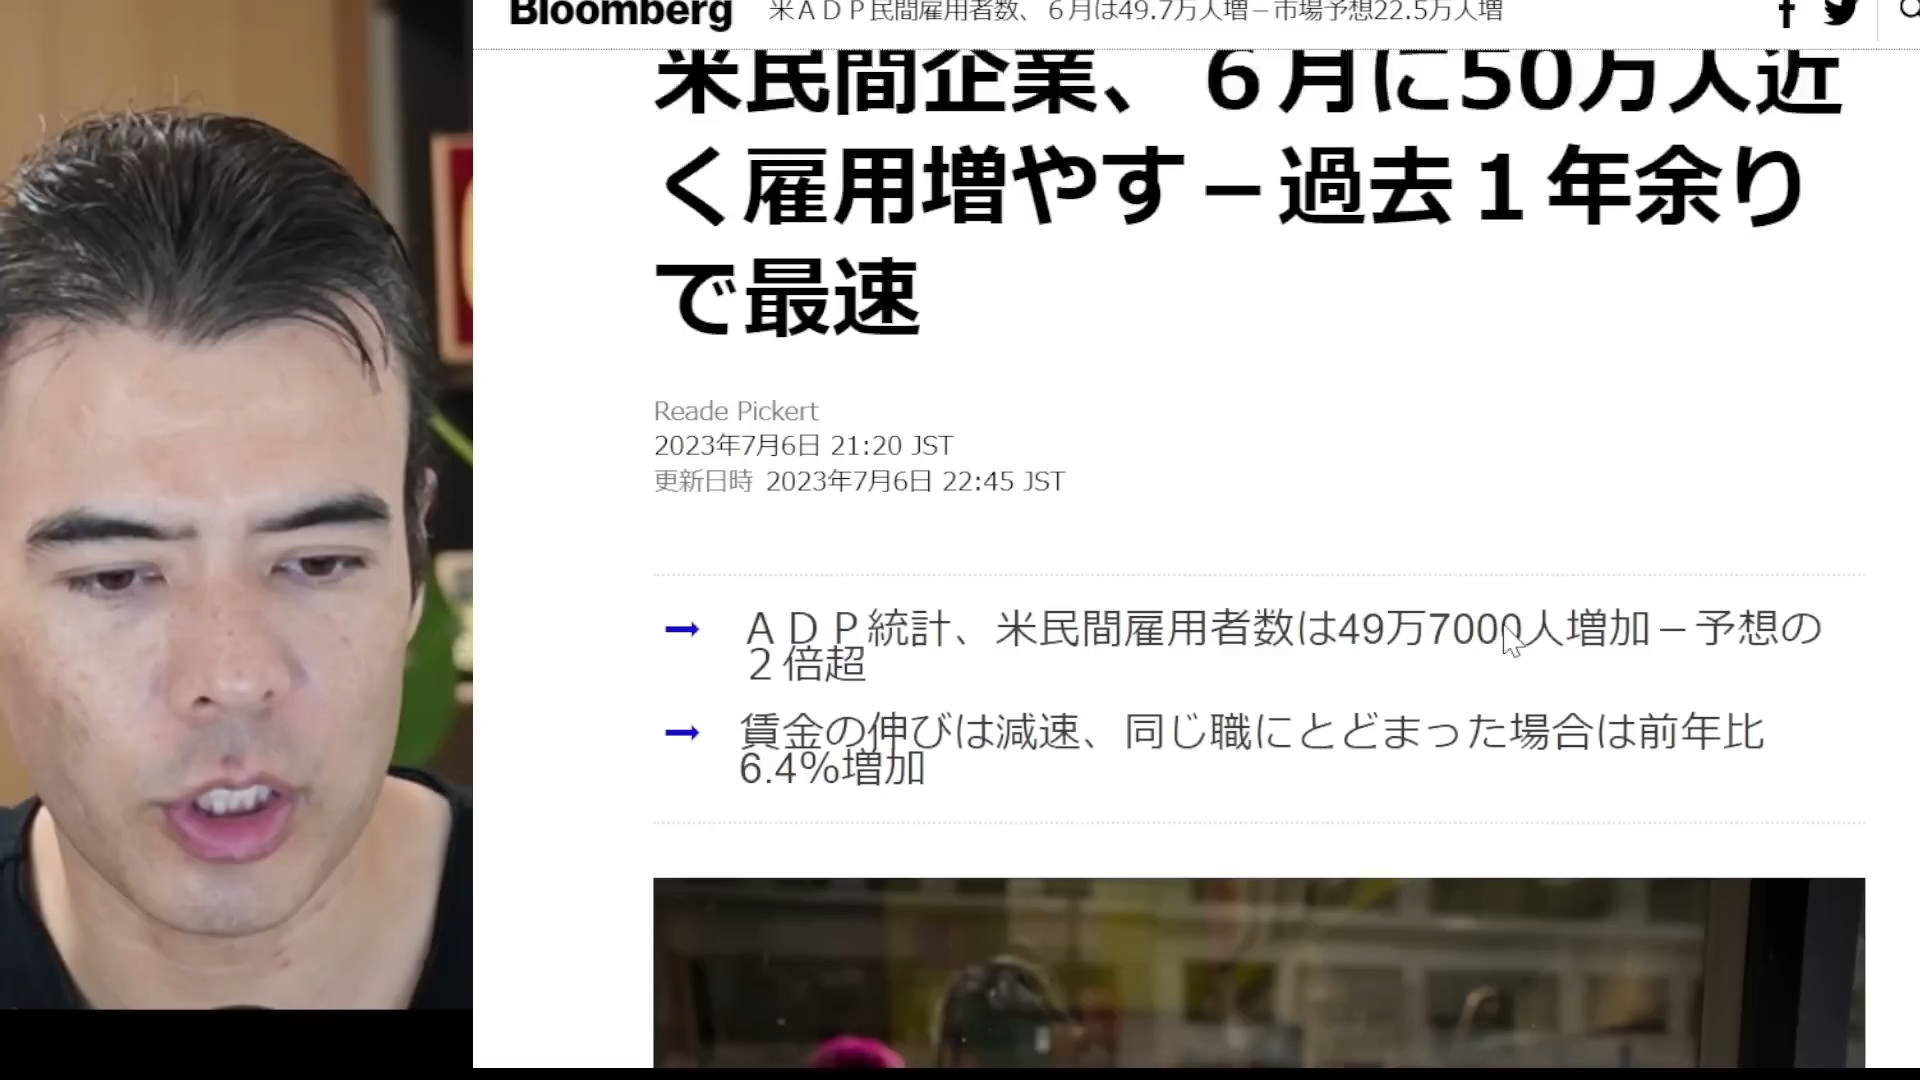 Bloomberg
米ＡＤＰ民間雇用者数、６月は49.7万人増－市場予想22.5万人増
米民間企業、６月に50万人近
く雇用増やす－過去１年余り
で最速
Reade Pickert
2023年7月6日 21:20 JST
更新日時 2023年7月6日 22:45 JST
ＡＤＰ統計、米民間雇用者数は49万7000人増加－予想の
２倍超
賃金の伸びは減速、同じ職にとどまった場合は前年比
6.4%増加